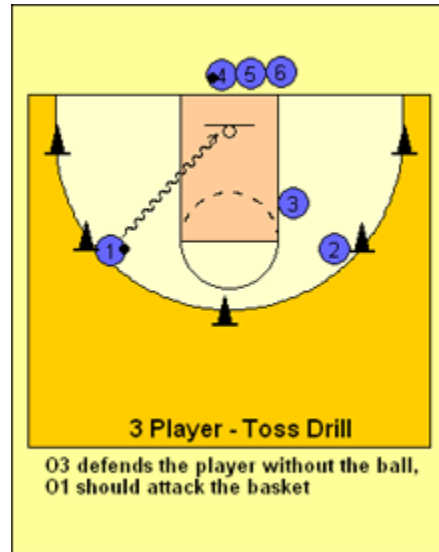 4 5 6
3
1 2
3 Player - Toss Drill
O3 defends the player without the ball,
O1 should attack the basket